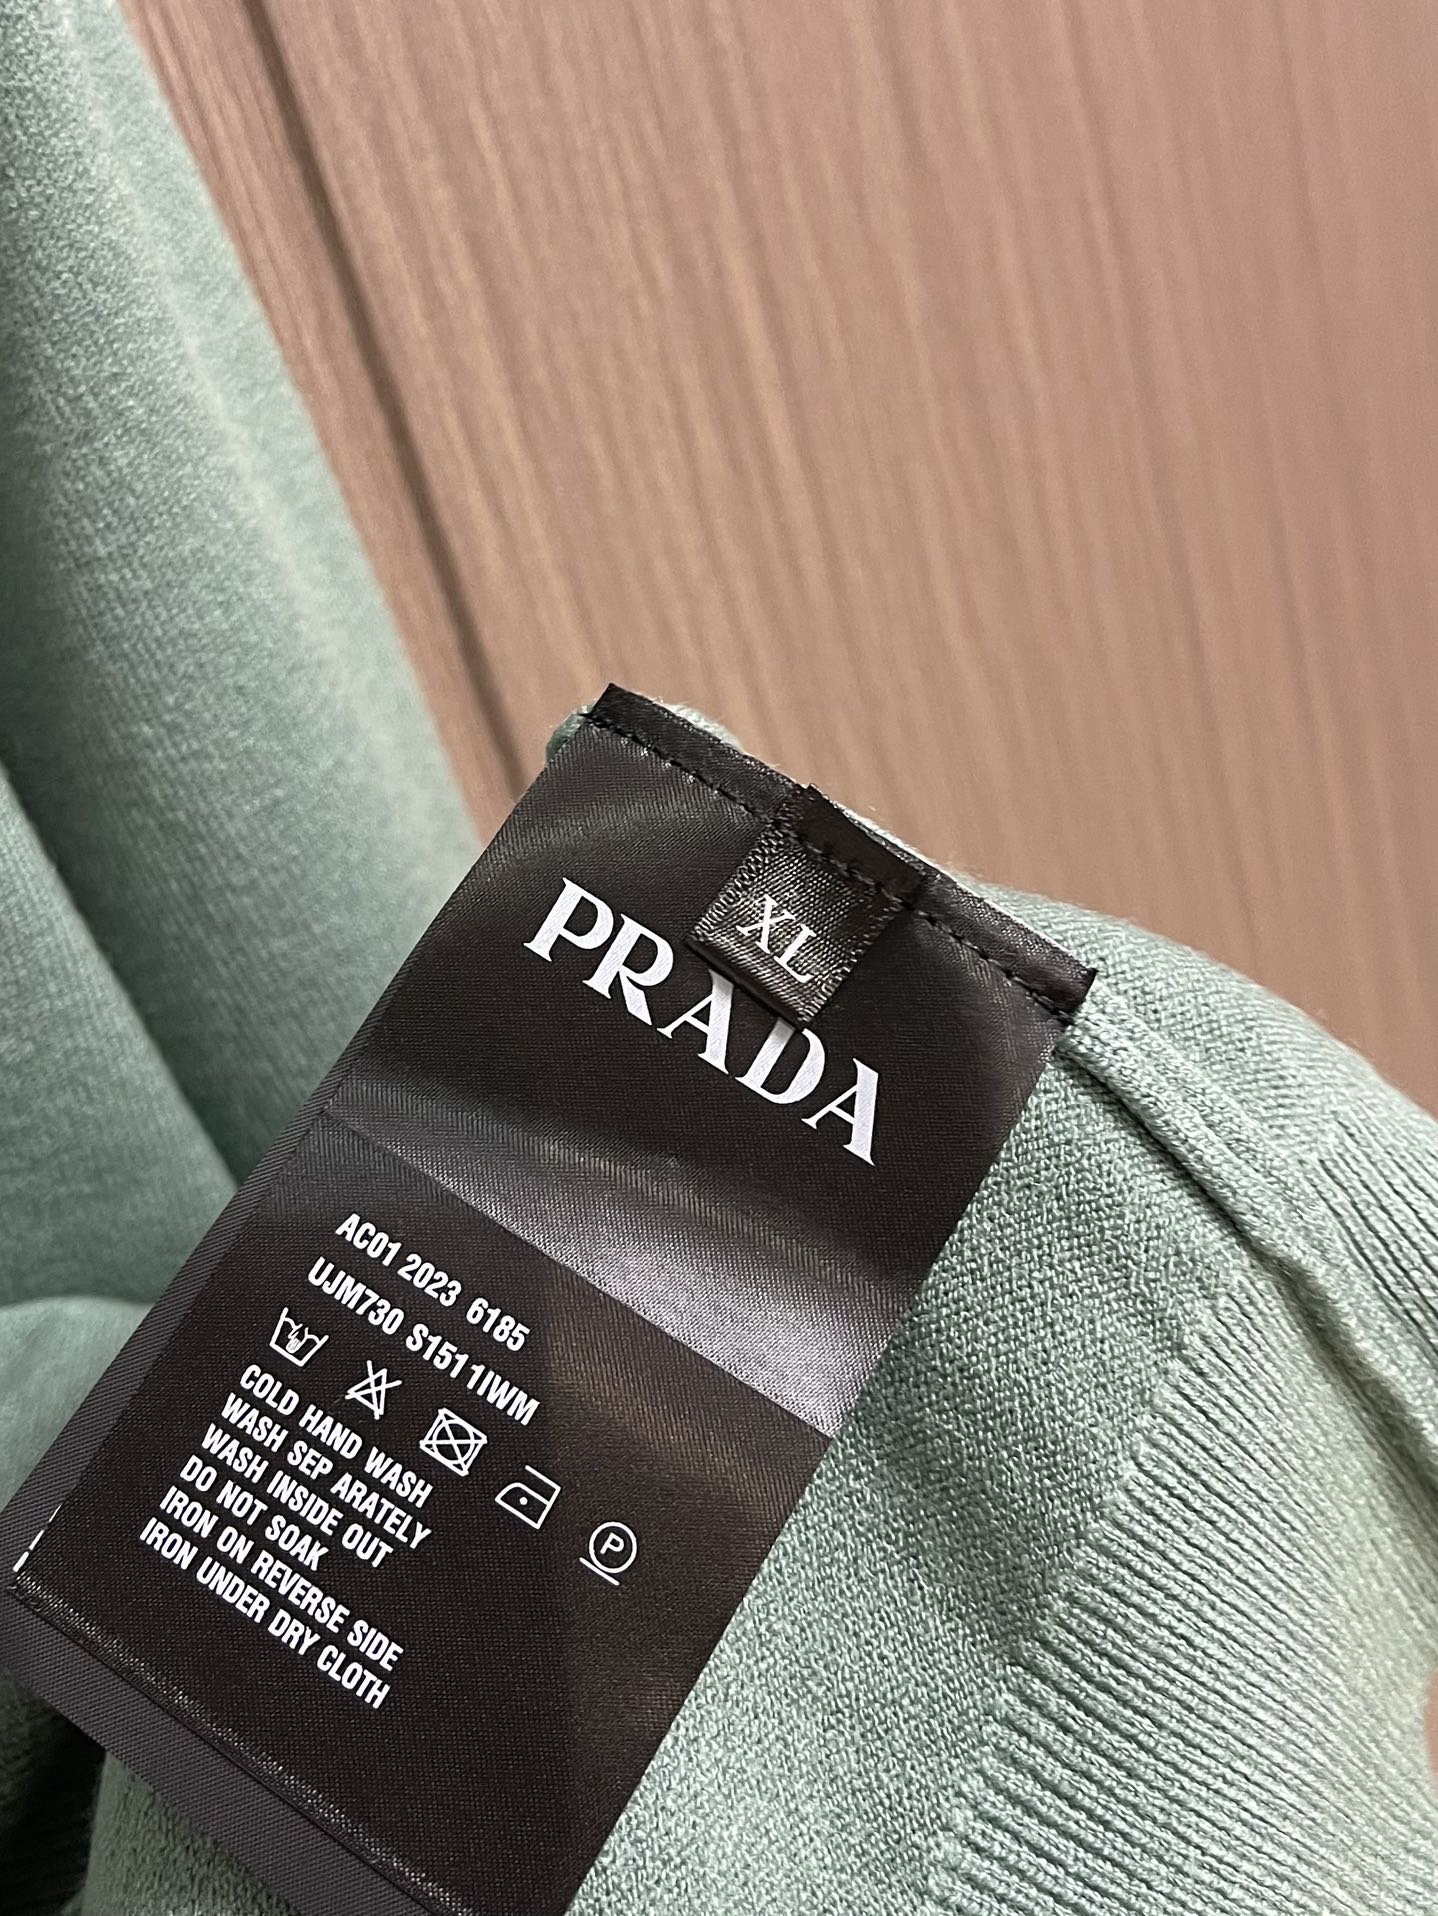 XL
PRADA
AC01 2023 6185
UJM730 S151 1IWM
P
COLD HAND WASH
WASH SEP ARATELY
WASH INSIDE OUT
DO NOT SOAK
IRON ON REVERSE SIDE
IRON UNDER DRY CLOTH